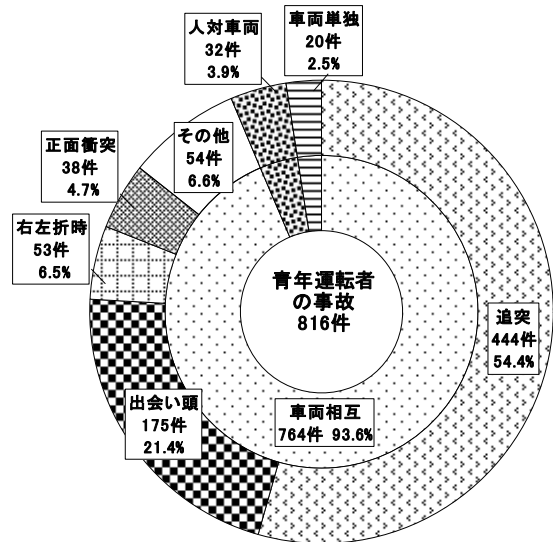 人対車両
32件
3.9%
車両単独
20件
2.5%
その他
54件
6.6%
正面衝突
38件
4.7%
右左折時
53件
6.5%
青年運転者
の事故
816件
追突
444件
54.4%
出会い頭
175件
21.4%
車両相互
764件 93.6%